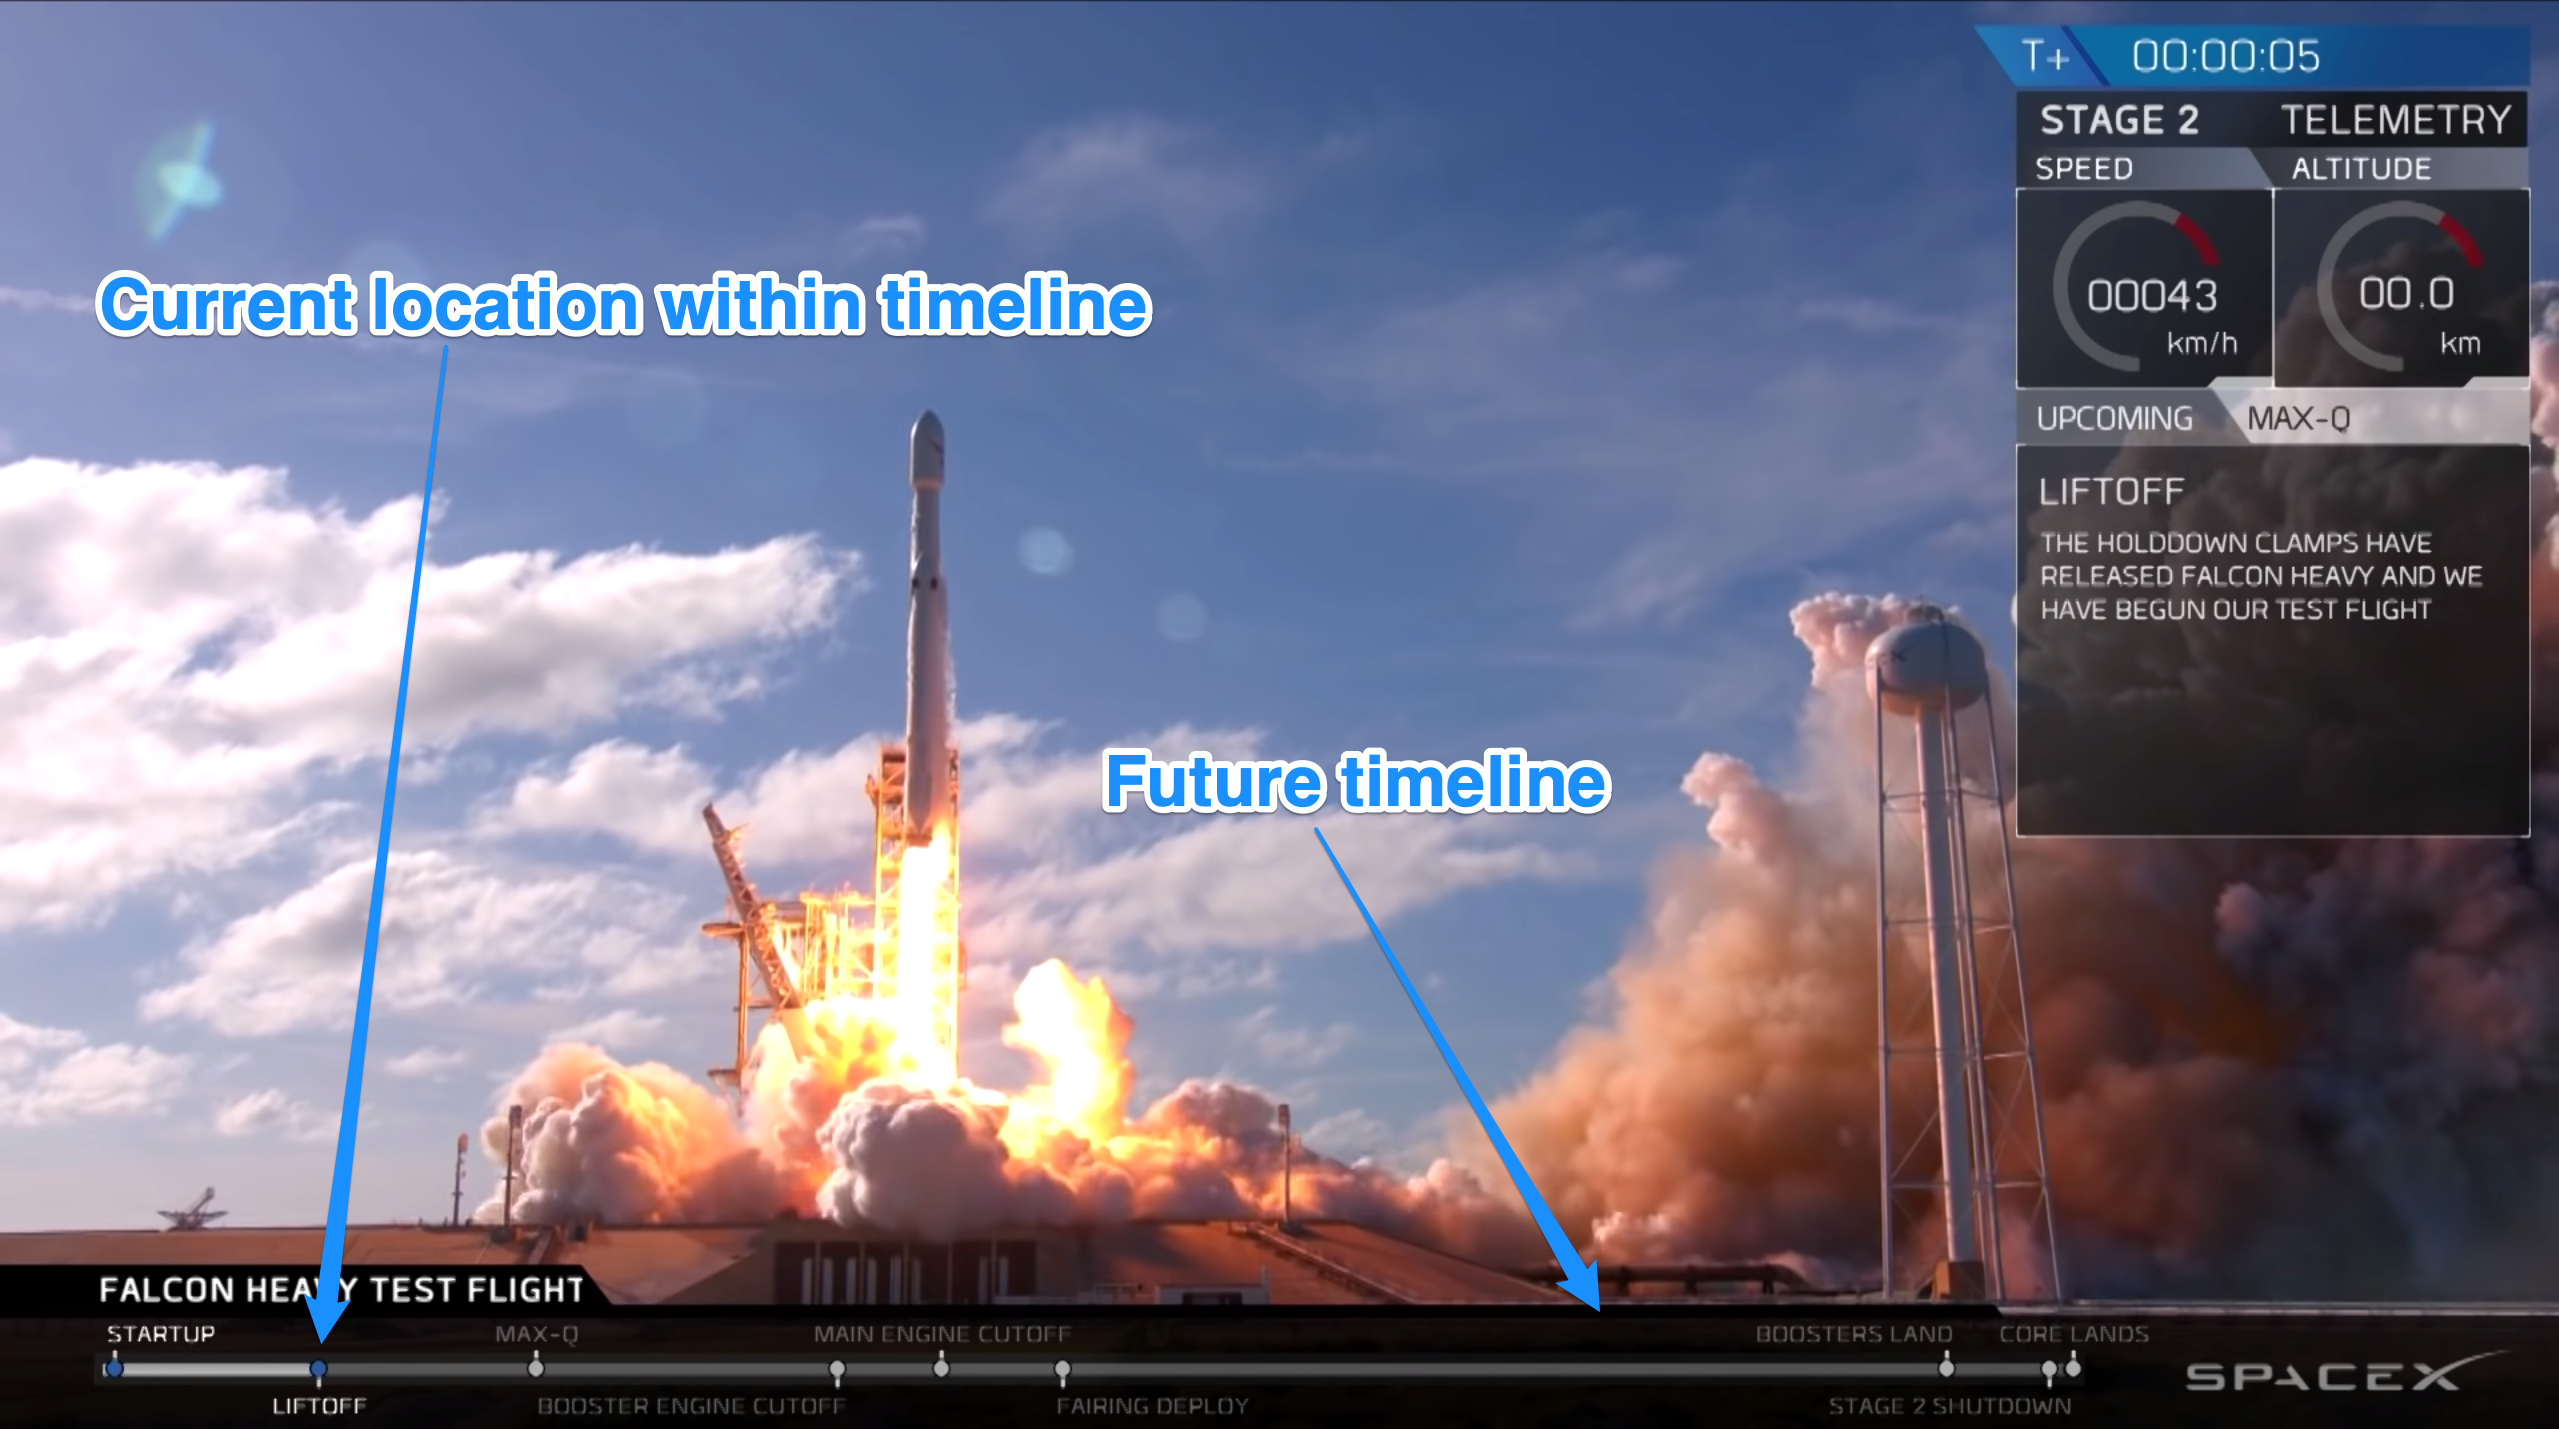 T+ 00:00:05
STAGE 2 TELEMETRY
SPEED ALTITUDE
00043 00.0
km/h km
UPCOMING MAX-Q
LIFTOFF
THE HOLDDOWN CLAMPS HAVE
RELEASED FALCON HEAVY AND WE
HAVE BEGUN OUR TEST FLIGHT
Current location within timeline
Future timeline
FALCON HEAVY TEST FLIGHT
STARTUP MAX-Q MAIN ENGINE CUTOFF BOOSTERS LAND CORE LANDS
LIFTOFF BOOSTER ENGINE CUTOFF FAIRING DEPLOY STAGE 2 SHUTDOWN
SPACEX